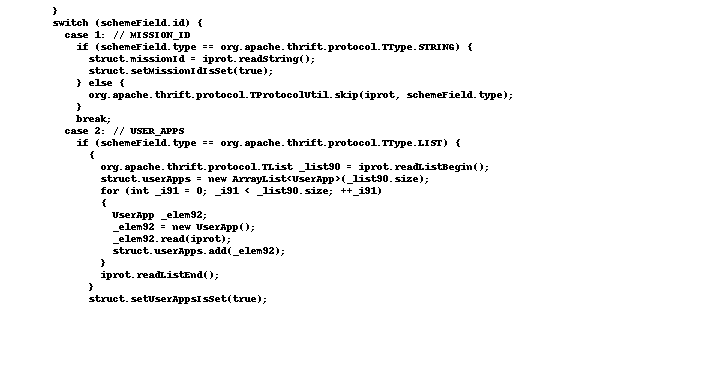 }
switch (schemeField.id) {
case 1: // MISSION_ID
if (schemeField.type == org.apache.thrift.protocol.TType.STRING) {
struct.missionId = iprot.readString();
struct.setMissionIdIsSet(true);
} else {
org.apache.thrift.protocol.TProtocolUtil.skip(iprot, schemeField.type);
}
break;
case 2: // USER_APPS
if (schemeField.type == org.apache.thrift.protocol.TType.LIST) {
{
org.apache.thrift.protocol.TList _list90 = iprot.readListBegin();
struct.userApps = new ArrayList<UserApp>(_list90.size);
for (int _i91 = 0; _i91 < _list90.size; ++_i91)
{
UserApp _elem92;
_elem92 = new UserApp();
_elem92.read(iprot);
struct.userApps.add(_elem92);
}
iprot.readListEnd();
}
struct.setUserAppsIsSet(true);